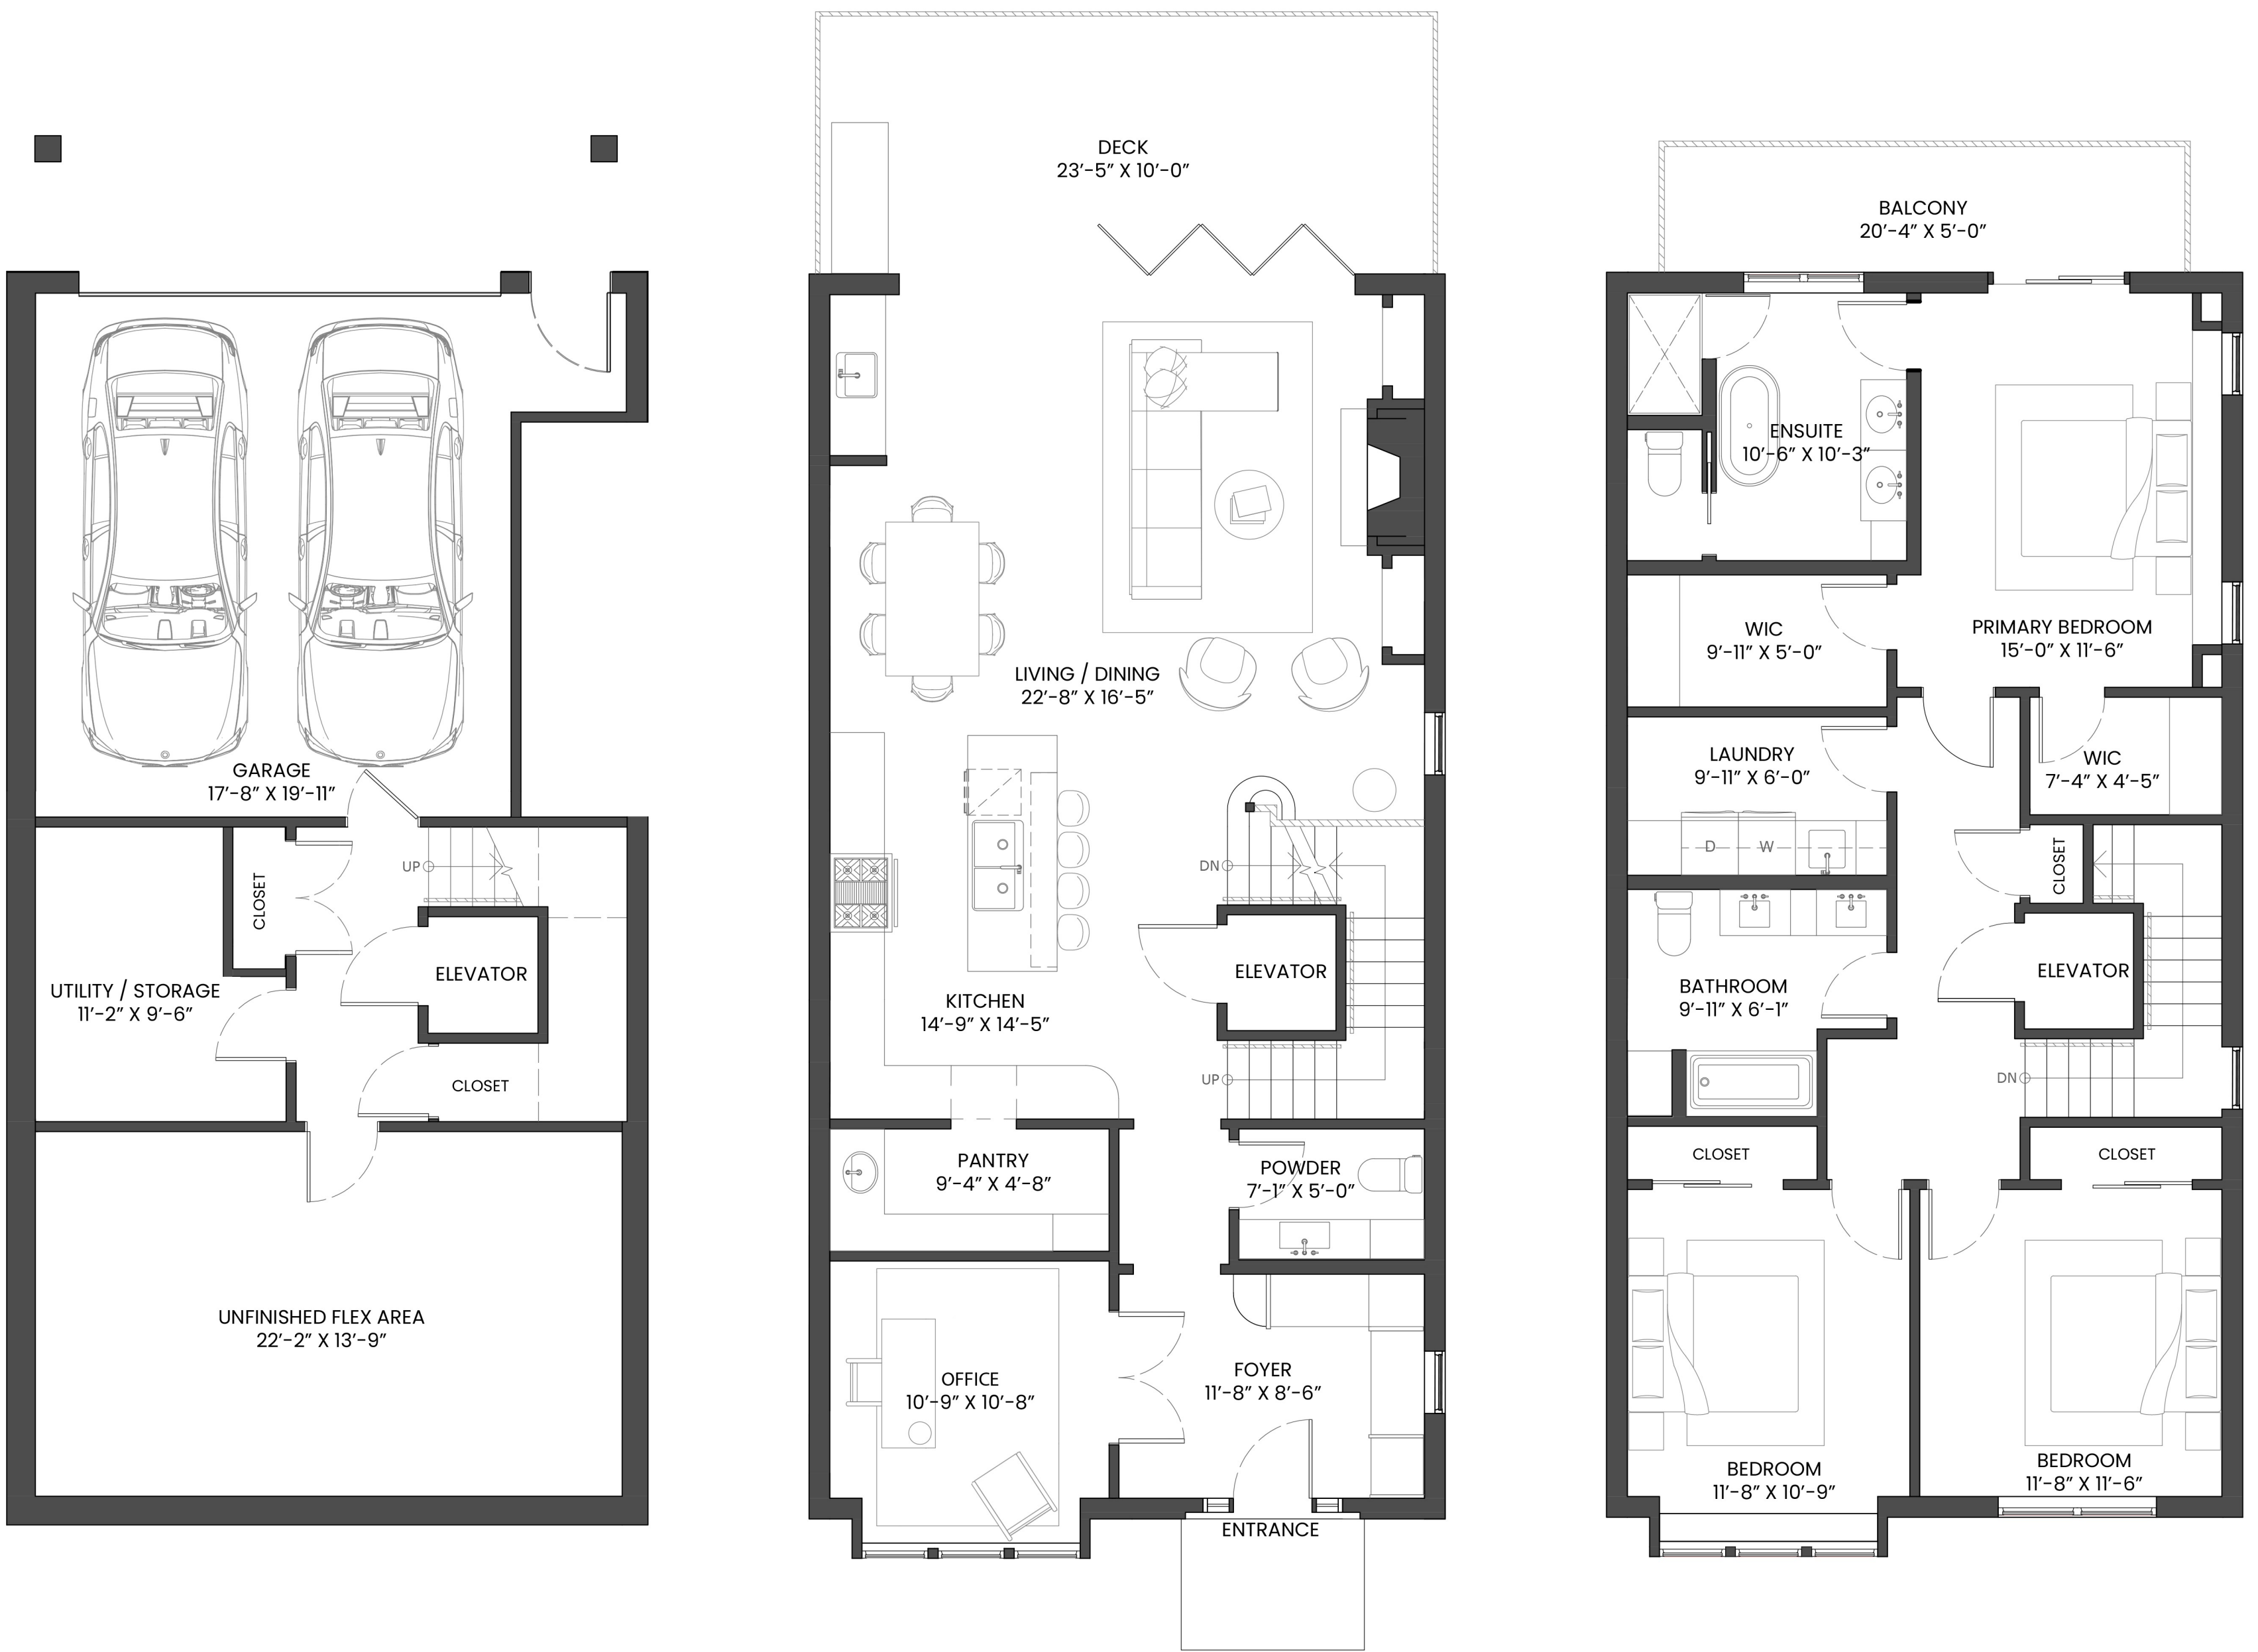 GARAGE
17’-8” X 19’-11”
UP
CLOSET
ELEVATOR
UTILITY / STORAGE
11’-2” X 9’-6”
CLOSET
UNFINISHED FLEX AREA
22’-2” X 13’-9”
DECK
23’-5” X 10’-0”
LIVING / DINING
22’-8” X 16’-5”
DN
ELEVATOR
KITCHEN
14’-9” X 14’-5”
UP
PANTRY
9’-4” X 4’-8”
POWDER
7’-1” X 5’-0”
OFFICE
10’-9” X 10’-8”
FOYER
11’-8” X 8’-6”
ENTRANCE
BALCONY
20’-4” X 5’-0”
ENSUITE
10’-6” X 10’-3”
WIC
9’-11” X 5’-0”
PRIMARY BEDROOM
15’-0” X 11’-6”
LAUNDRY
9’-11” X 6’-0”
WIC
7’-4” X 4’-5”
D
W
CLOSET
ELEVATOR
BATHROOM
9’-11” X 6’-1”
DN
CLOSET
CLOSET
BEDROOM
11’-8” X 10’-9”
BEDROOM
11’-8” X 11’-6”